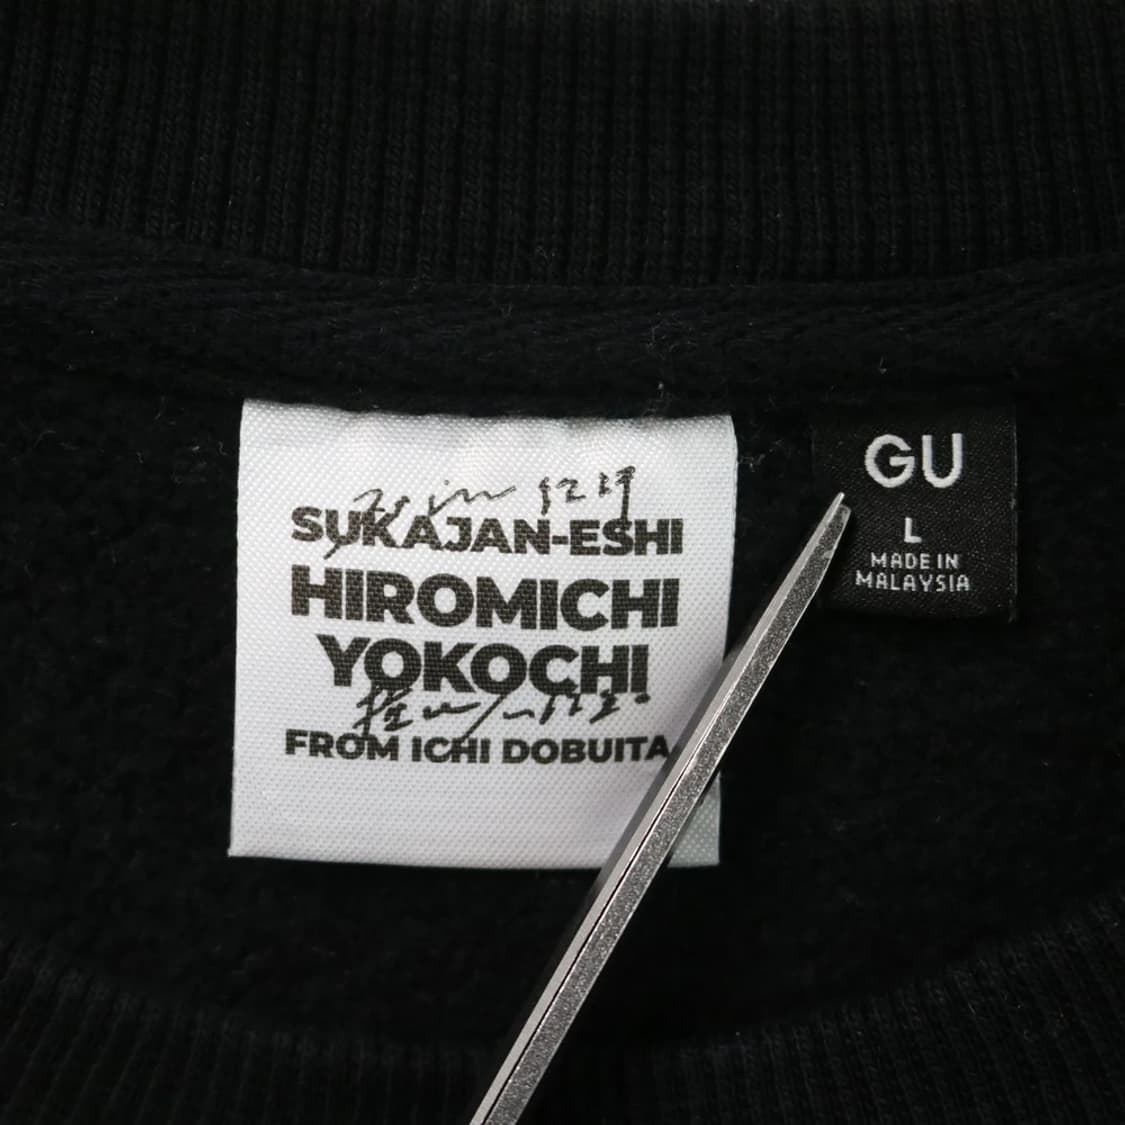 SUKAJAN-ESHI
HIROMICHI
YOKOCHI
FROM ICHI DOBUITA
GU
L
MADE IN
MALAYSIA